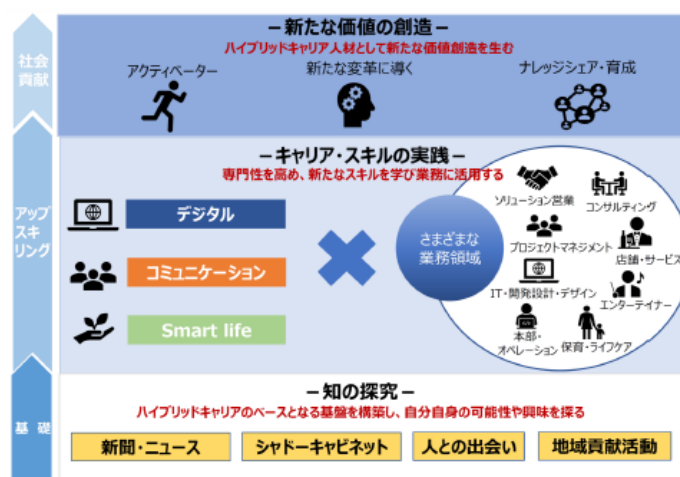 社会
貢献
－新たな価値の創造－
ハイブリッドキャリア人材として新たな価値創造を生む
アクティベーター
新たな変革に導く
ナレッジシェア・育成
アップ
スキ
リング
－キャリア・スキルの実践－
専門性を高め、新たなスキルを学び業務に活用する
デジタル
コミュニケーション
Smart life
さまざまな
業務領域
ソリューション営業
コンサルティング
プロジェクトマネジメント
店舗・サービス
IT・開発設計・デザイン
エンターテイナー
本部・
オペレーション
保育・ライフケア
基 礎
－知の探究－
ハイブリッドキャリアのベースとなる基盤を構築し、自分自身の可能性や興味を探る
新聞・ニュース
シャドーキャビネット
人との出会い
地域貢献活動